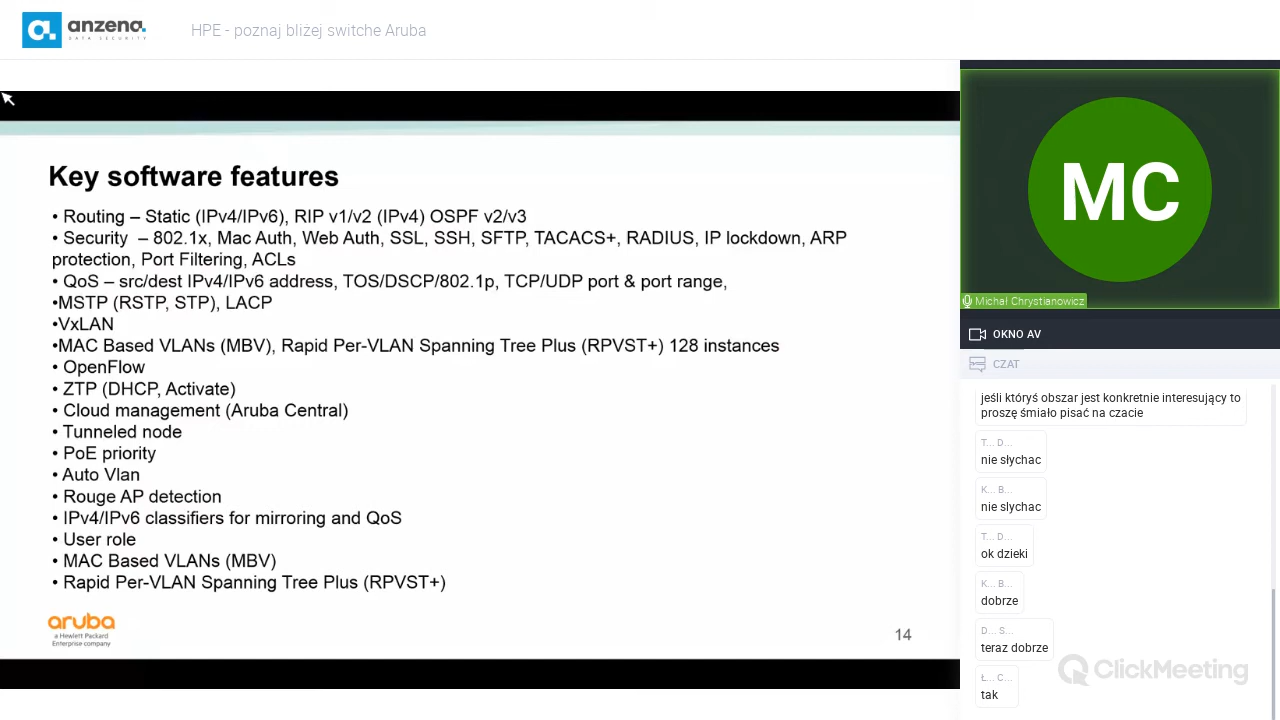 anzena.
DATA SECURITY
HPE - poznaj bliżej switche Aruba
Key software features
• Routing – Static (IPv4/IPv6), RIP v1/v2 (IPv4) OSPF v2/v3
• Security – 802.1x, Mac Auth, Web Auth, SSL, SSH, SFTP, TACACS+, RADIUS, IP lockdown, ARP
protection, Port Filtering, ACLs
• QoS – src/dest IPv4/IPv6 address, TOS/DSCP/802.1p, TCP/UDP port & port range,
•MSTP (RSTP, STP), LACP
•VxLAN
•MAC Based VLANs (MBV), Rapid Per-VLAN Spanning Tree Plus (RPVST+) 128 instances
• OpenFlow
• ZTP (DHCP, Activate)
• Cloud management (Aruba Central)
• Tunneled node
• PoE priority
• Auto Vlan
• Rouge AP detection
• IPv4/IPv6 classifiers for mirroring and QoS
• User role
• MAC Based VLANs (MBV)
• Rapid Per-VLAN Spanning Tree Plus (RPVST+)
aruba
a Hewlett Packard
Enterprise company
14
MC
Michał Chrystianowicz
OKNO AV
CZAT
jeśli któryś obszar jest konkretnie interesujący to
proszę śmiało pisać na czacie
T... D...
nie słychac
K... B...
nie slychac
T... D...
ok dzieki
K... B...
dobrze
D... S...
teraz dobrze
Ł... C...
tak
ClickMeeting